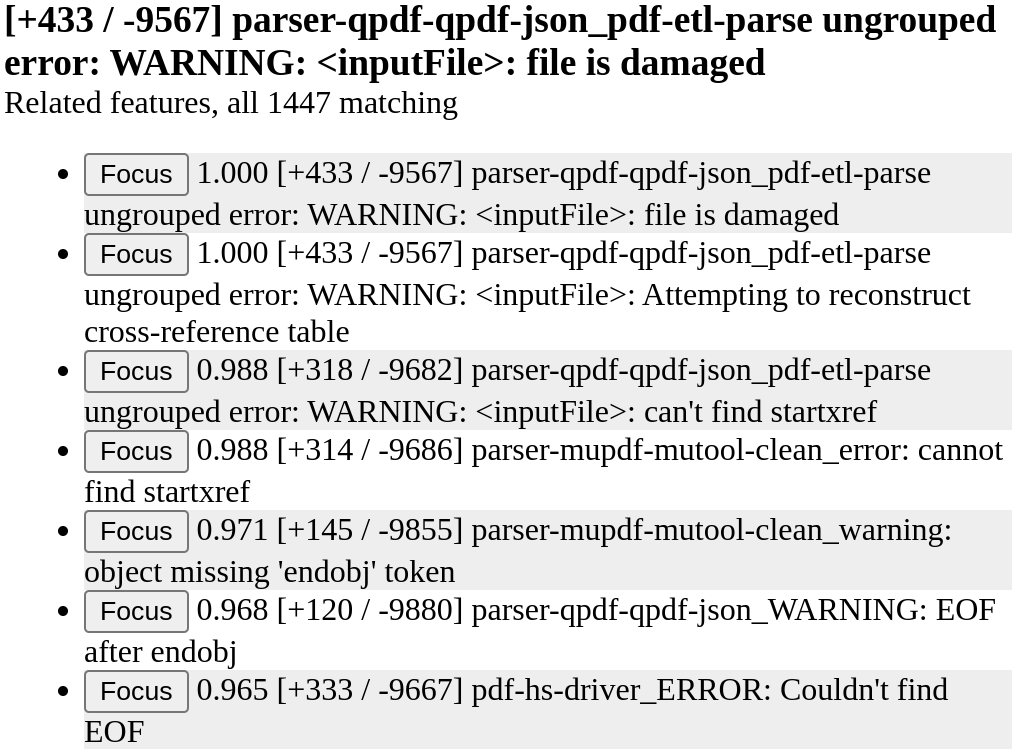 [+433 / -9567] parser-qpdf-qpdf-json_pdf-etl-parse ungrouped
error: WARNING: <inputFile>: file is damaged
Related features, all 1447 matching
• Focus 1.000 [+433 / -9567] parser-qpdf-qpdf-json_pdf-etl-parse
ungrouped error: WARNING: <inputFile>: file is damaged
• Focus 1.000 [+433 / -9567] parser-qpdf-qpdf-json_pdf-etl-parse
ungrouped error: WARNING: <inputFile>: Attempting to reconstruct
cross-reference table
• Focus 0.988 [+318 / -9682] parser-qpdf-qpdf-json_pdf-etl-parse
ungrouped error: WARNING: <inputFile>: can't find startxref
• Focus 0.988 [+314 / -9686] parser-mupdf-mutool-clean_error: cannot
find startxref
• Focus 0.971 [+145 / -9855] parser-mupdf-mutool-clean_warning:
object missing 'endobj' token
• Focus 0.968 [+120 / -9880] parser-qpdf-qpdf-json_WARNING: EOF
after endobj
• Focus 0.965 [+333 / -9667] pdf-hs-driver_ERROR: Couldn't find
EOF